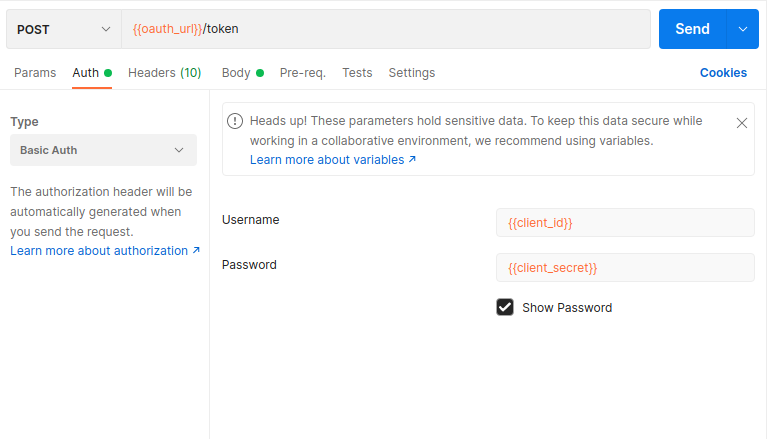 POST
{{oauth_url}}/token
Send
Params
Auth
Headers (10)
Body
Pre-req.
Tests
Settings
Cookies
Type
Basic Auth
The authorization header will be
automatically generated when
you send the request.
Learn more about authorization ↗
Heads up! These parameters hold sensitive data. To keep this data secure while
working in a collaborative environment, we recommend using variables.
Learn more about variables ↗
Username
{{client_id}}
Password
{{client_secret}}
Show Password